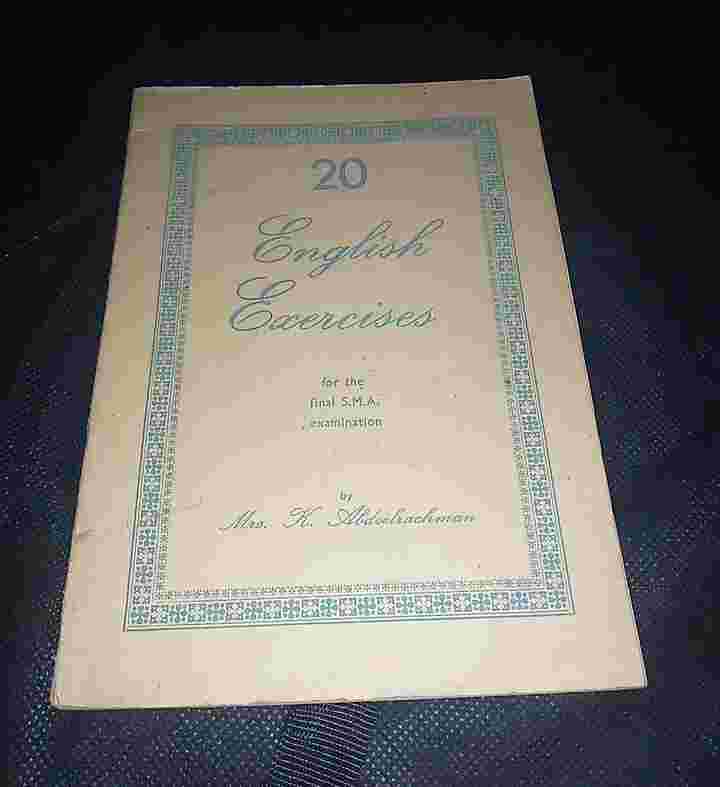 20
English
Exercises
for the
final S.M.A.
examination
by
Mrs. K. Abdoelrachman